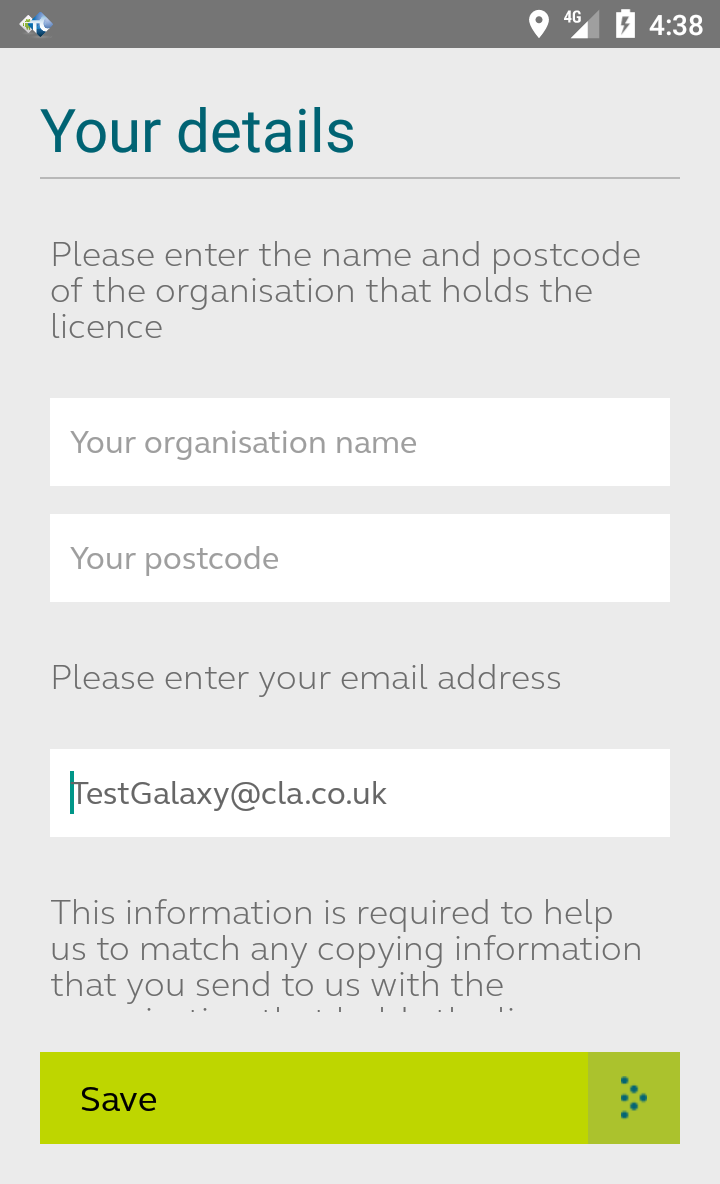 4G 4:38
Your details
Please enter the name and postcode
of the organisation that holds the
licence
Your organisation name
Your postcode
Please enter your email address
TestGalaxy@cla.co.uk
This information is required to help
us to match any copying information
that you send to us with the
Save